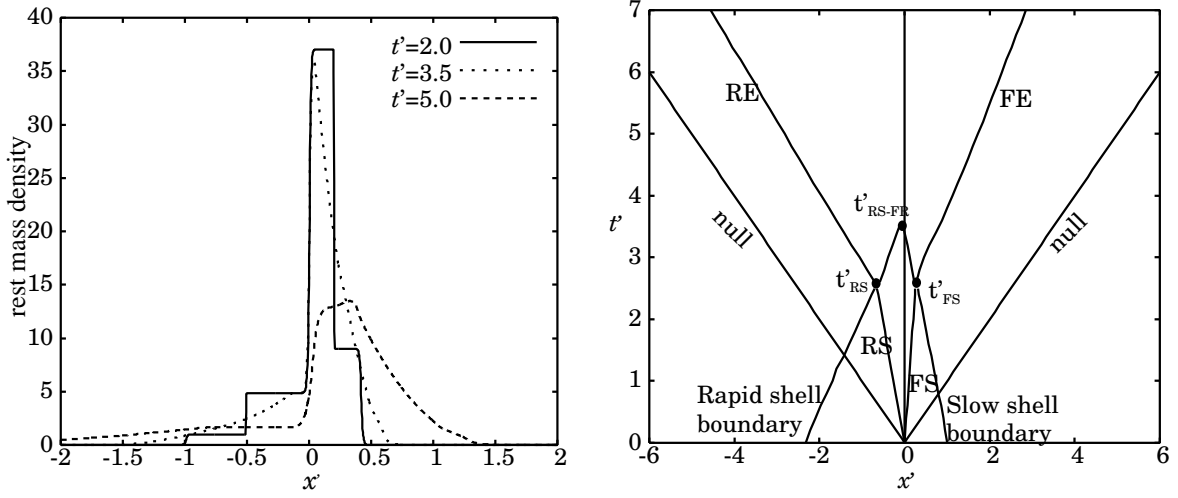 rest mass density
40
35
30
25
20
15
10
5
0
-2
-1.5
-1
-0.5
0
0.5
1
1.5
2
x'
t'=2.0
t'=3.5
t'=5.0
t'
7
6
5
4
3
2
1
0
-6
-4
-2
0
2
4
6
x'
RE
FE
null
null
t'RS-FR
t'RS
t'FS
RS
FS
Rapid shell
boundary
Slow shell
boundary